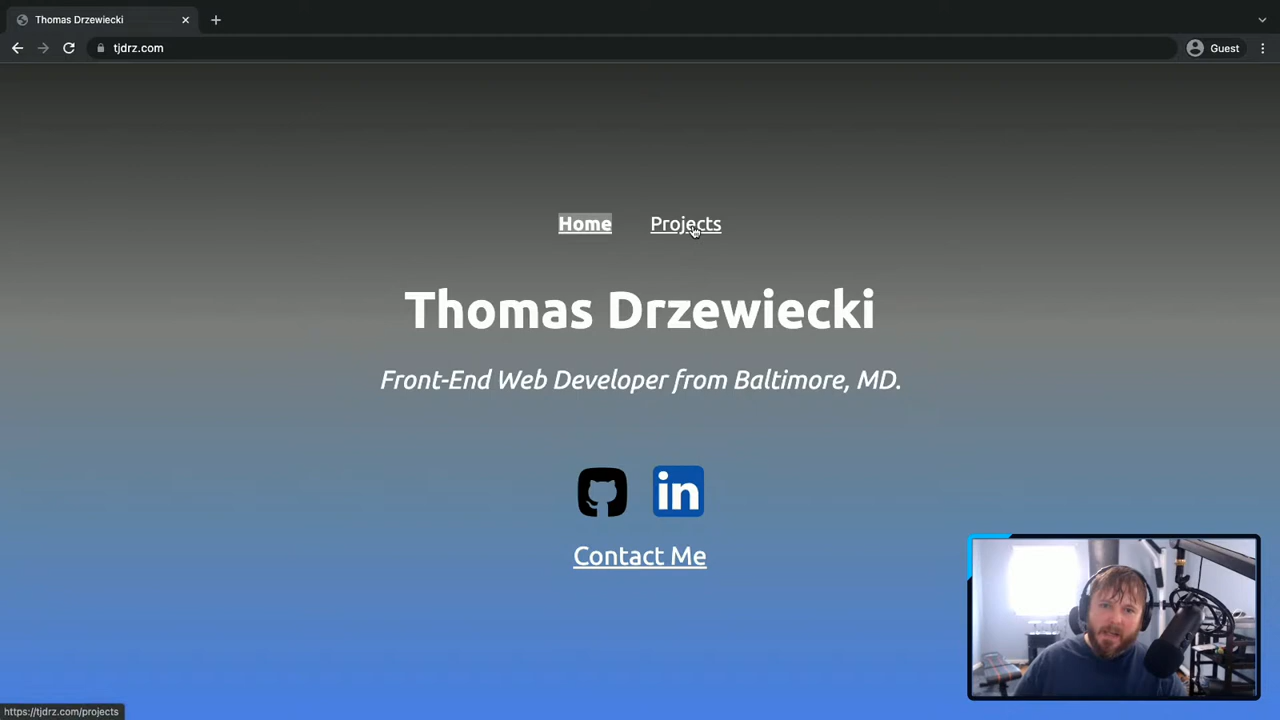 Thomas Drzewiecki
tjdrz.com
Guest
Home Projects
Thomas Drzewiecki
Front-End Web Developer from Baltimore, MD.
in
Contact Me
https://tjdrz.com/projects